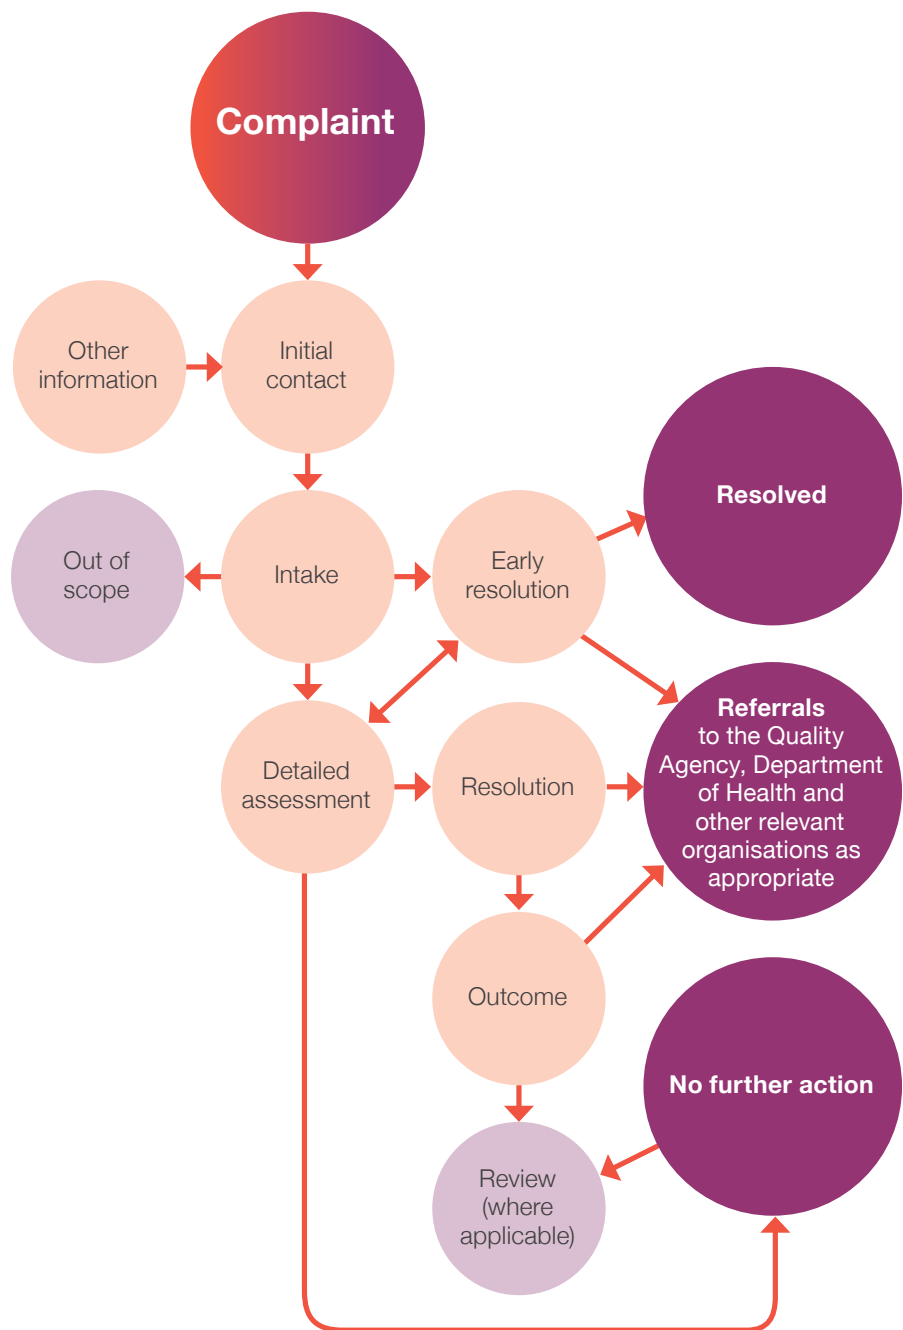 Complaint
Other
information
Initial
contact
Resolved
Out of
scope
Intake
Early
resolution
Referrals
to the Quality
Agency, Department
of Health and
other relevant
organisations as
appropriate
Detailed
assessment
Resolution
Outcome
No further action
Review
(where
applicable)